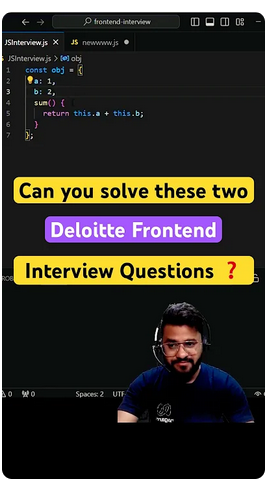 frontend-interview
JSInterview.js
JS newwww.js
JSInterview.js > obj
1 const obj = {
2 a: 1,
3 b: 2,
4 sum() {
5 return this.a + this.b;
6 }
7 };
Can you solve these two
Deloitte Frontend
Interview Questions ?
0 0 Spaces: 2 UTF